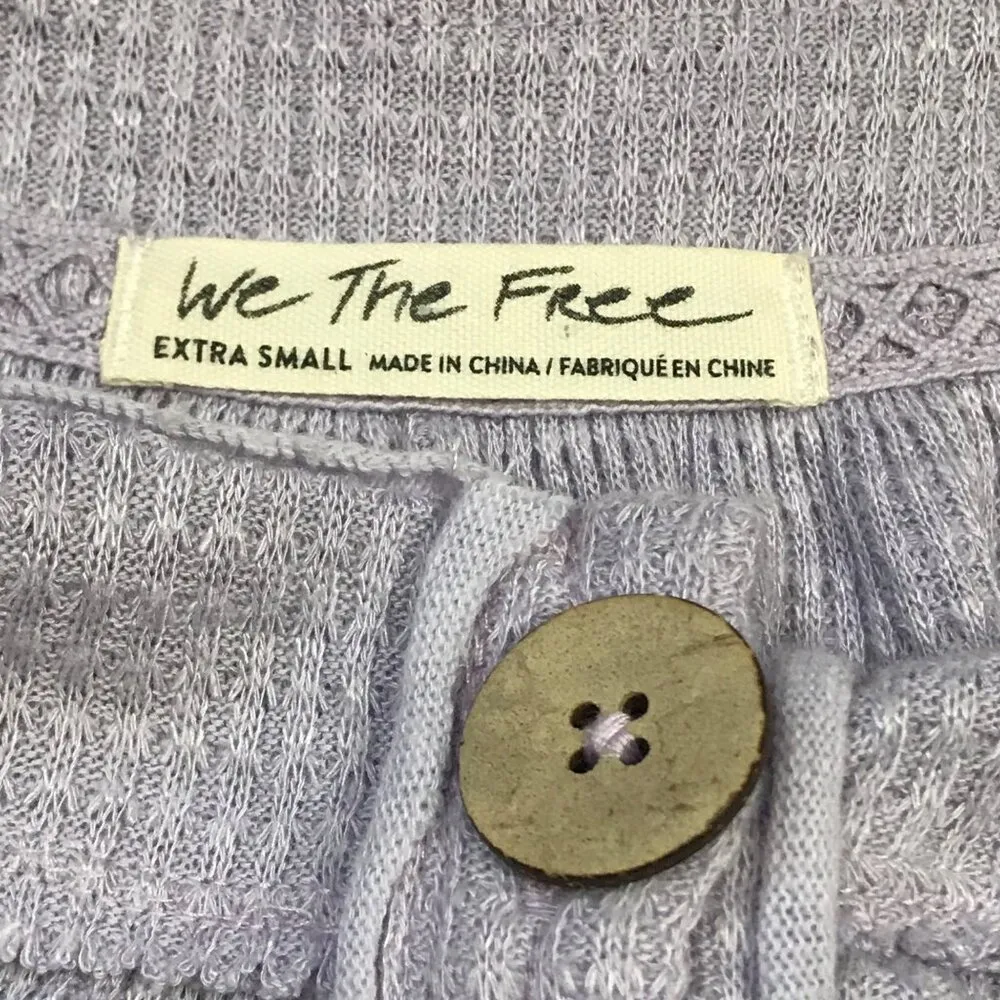 We The Free
EXTRA SMALL MADE IN CHINA / FABRIQUÉ EN CHINE